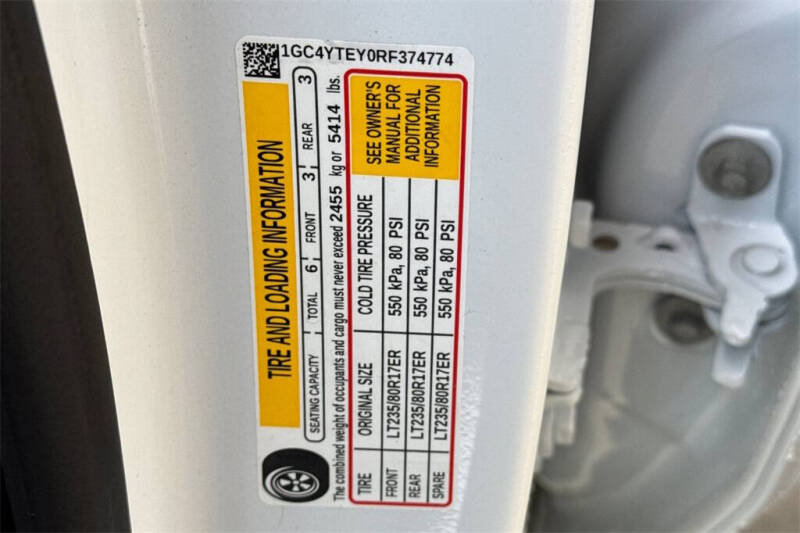 1GC4YTEY0RF374774
TIRE AND LOADING INFORMATION
SEATING CAPACITY TOTAL 6 FRONT 3 REAR 3
The combined weight of occupants and cargo must never exceed 2455 kg or 5414 lbs.
TIRE ORIGINAL SIZE COLD TIRE PRESSURE
FRONT LT235/80R17ER 550 kPa, 80 PSI
REAR LT235/80R17ER 550 kPa, 80 PSI
SPARE LT235/80R17ER 550 kPa, 80 PSI
SEE OWNER'S
MANUAL FOR
ADDITIONAL
INFORMATION